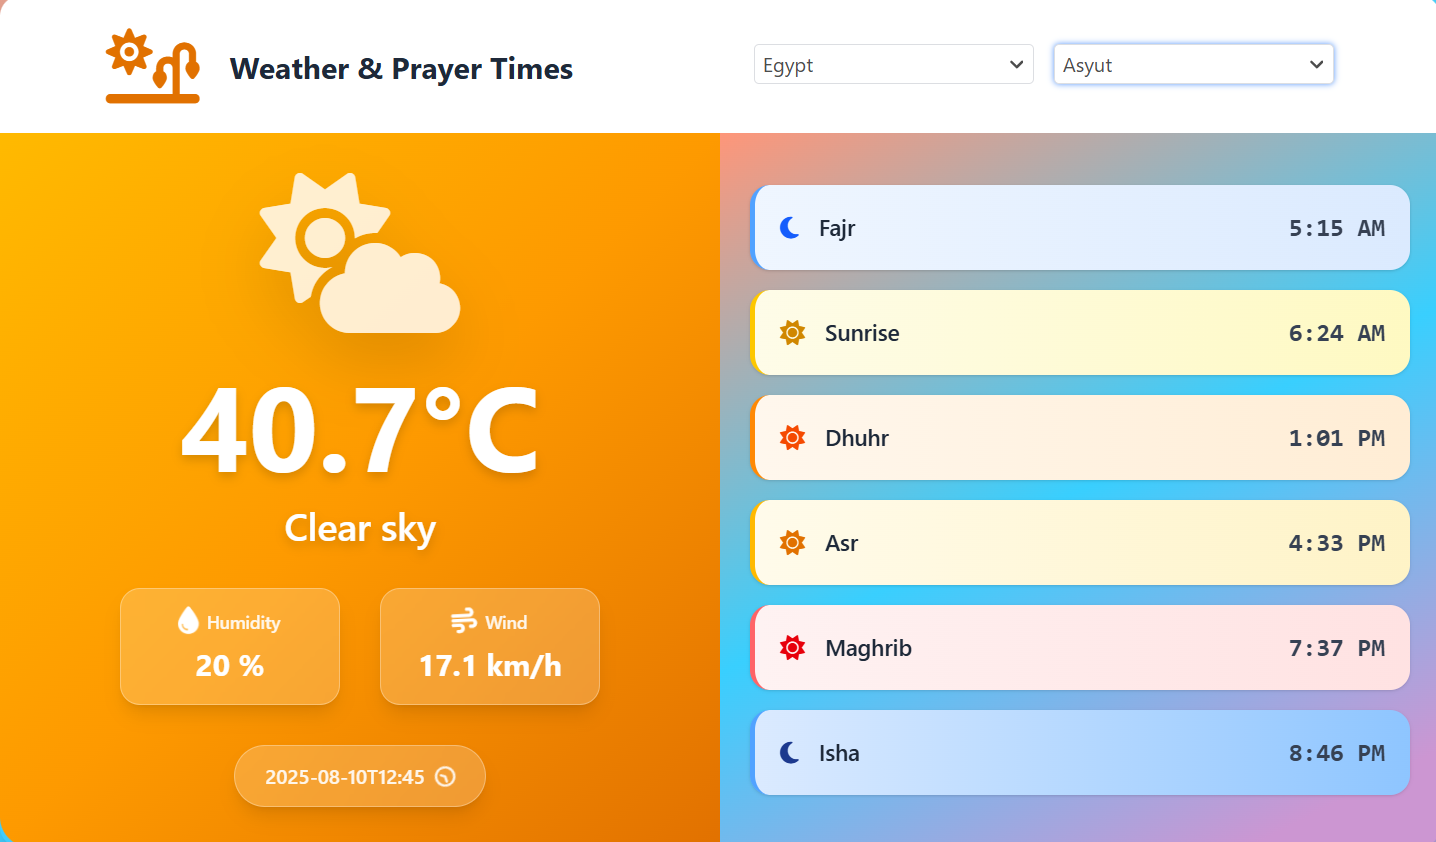 Weather & Prayer Times
Egypt
Asyut
40.7°C
Clear sky
Humidity
20 %
Wind
17.1 km/h
2025-08-10T12:45
Fajr 5:15 AM
Sunrise 6:24 AM
Dhuhr 1:01 PM
Asr 4:33 PM
Maghrib 7:37 PM
Isha 8:46 PM